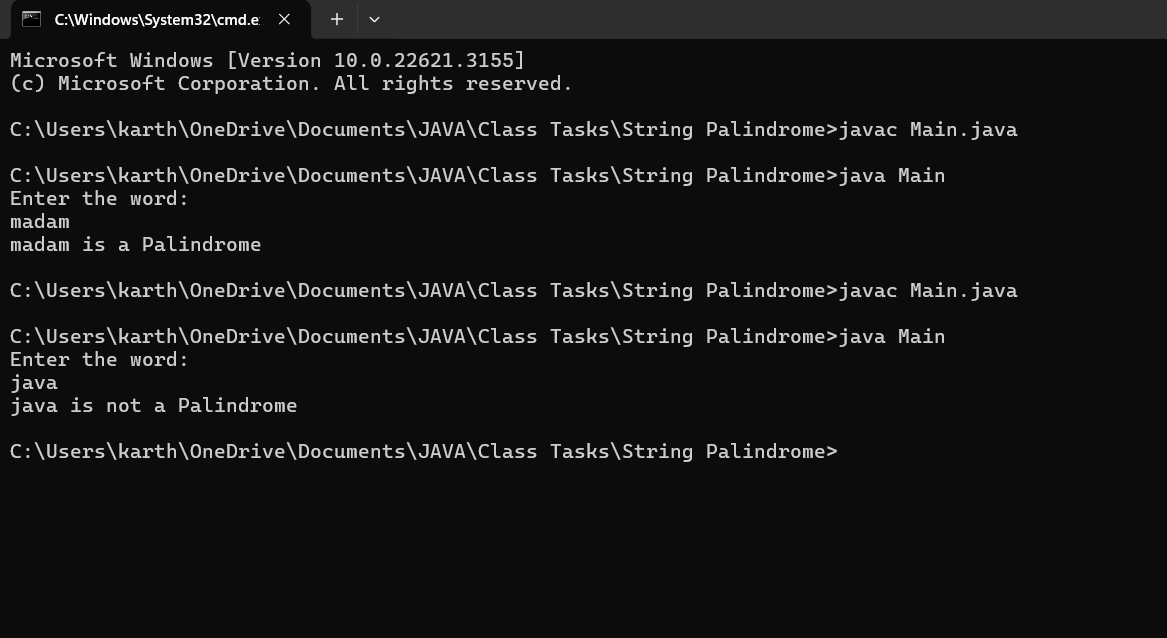 C:\Windows\System32\cmd.e
Microsoft Windows [Version 10.0.22621.3155]
(c) Microsoft Corporation. All rights reserved.
C:\Users\karth\OneDrive\Documents\JAVA\Class Tasks\String Palindrome>javac Main.java
C:\Users\karth\OneDrive\Documents\JAVA\Class Tasks\String Palindrome>java Main
Enter the word:
madam
madam is a Palindrome
C:\Users\karth\OneDrive\Documents\JAVA\Class Tasks\String Palindrome>javac Main.java
C:\Users\karth\OneDrive\Documents\JAVA\Class Tasks\String Palindrome>java Main
Enter the word:
java
java is not a Palindrome
C:\Users\karth\OneDrive\Documents\JAVA\Class Tasks\String Palindrome>